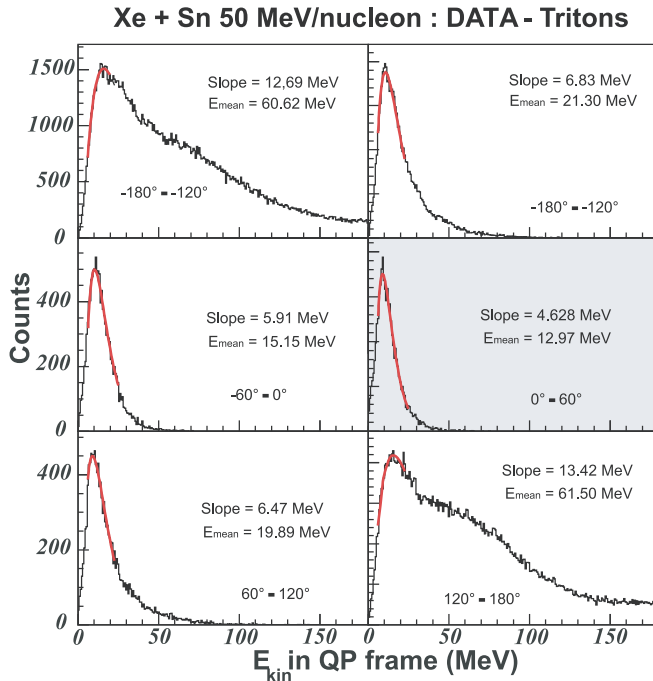 Xe + Sn 50 MeV/nucleon : DATA - Tritons
1500
1000
500
0
Slope = 12,69 MeV
Emean = 60.62 MeV
-180° - -120°
Slope = 6.83 MeV
Emean = 21.30 MeV
-180° - -120°
Counts
400
200
0
Slope = 5.91 MeV
Emean = 15.15 MeV
-60° - 0°
Slope = 4.628 MeV
Emean = 12.97 MeV
0° - 60°
400
200
0
Slope = 6.47 MeV
Emean = 19.89 MeV
60° - 120°
Slope = 13.42 MeV
Emean = 61.50 MeV
120° - 180°
0 50 100 150 0 50 100 150
Ekin in QP frame (MeV)